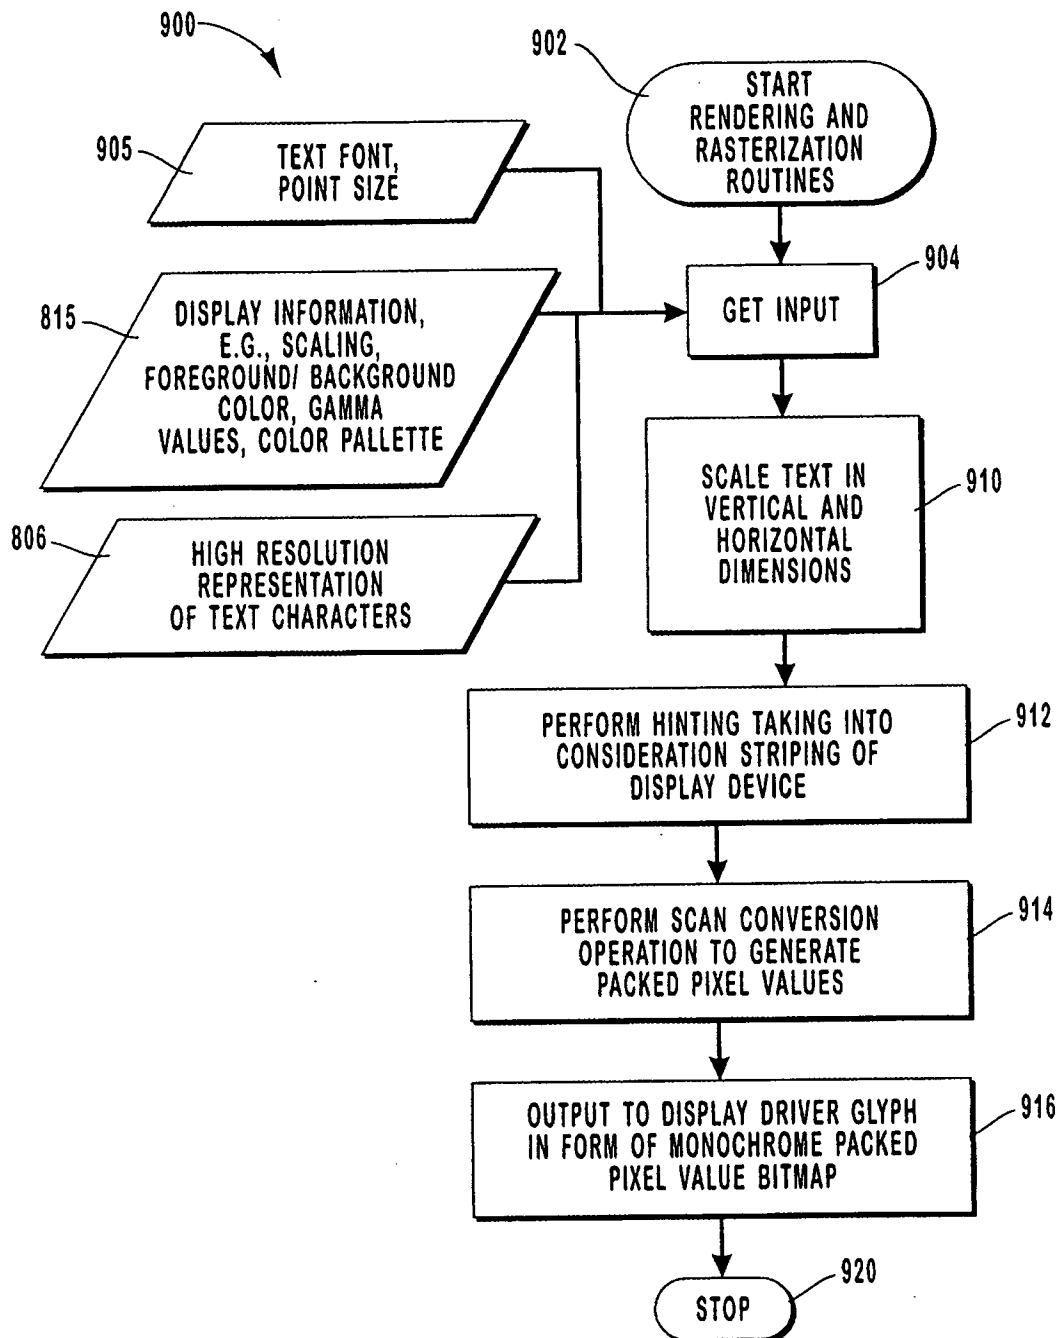 900
902
START
RENDERING AND
RASTERIZATION
ROUTINES
905
TEXT FONT,
POINT SIZE
904
GET INPUT
815
DISPLAY INFORMATION,
E.G., SCALING,
FOREGROUND/ BACKGROUND
COLOR, GAMMA
VALUES, COLOR PALLETTE
910
SCALE TEXT IN
VERTICAL AND
HORIZONTAL
DIMENSIONS
806
HIGH RESOLUTION
REPRESENTATION
OF TEXT CHARACTERS
912
PERFORM HINTING TAKING INTO
CONSIDERATION STRIPING OF
DISPLAY DEVICE
914
PERFORM SCAN CONVERSION
OPERATION TO GENERATE
PACKED PIXEL VALUES
916
OUTPUT TO DISPLAY DRIVER GLYPH
IN FORM OF MONOCHROME PACKED
PIXEL VALUE BITMAP
920
STOP